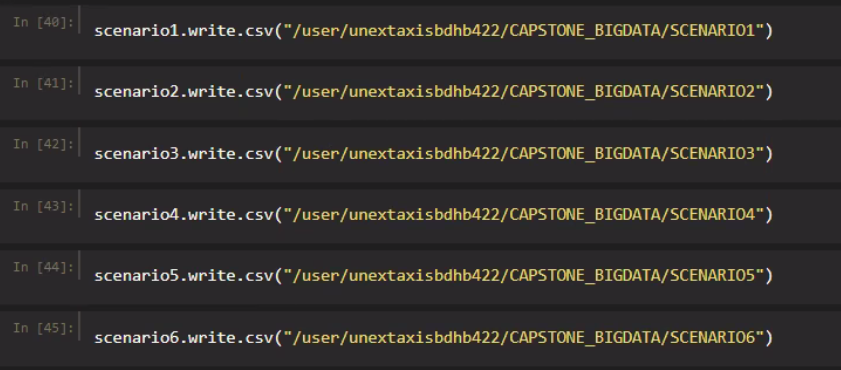 In [40]: scenario1.write.csv("/user/unextaxisbdhb422/CAPSTONE_BIGDATA/SCENARIO1")
In [41]: scenario2.write.csv("/user/unextaxisbdhb422/CAPSTONE_BIGDATA/SCENARIO2")
In [42]: scenario3.write.csv("/user/unextaxisbdhb422/CAPSTONE_BIGDATA/SCENARIO3")
In [43]: scenario4.write.csv("/user/unextaxisbdhb422/CAPSTONE_BIGDATA/SCENARIO4")
In [44]: scenario5.write.csv("/user/unextaxisbdhb422/CAPSTONE_BIGDATA/SCENARIO5")
In [45]: scenario6.write.csv("/user/unextaxisbdhb422/CAPSTONE_BIGDATA/SCENARIO6")